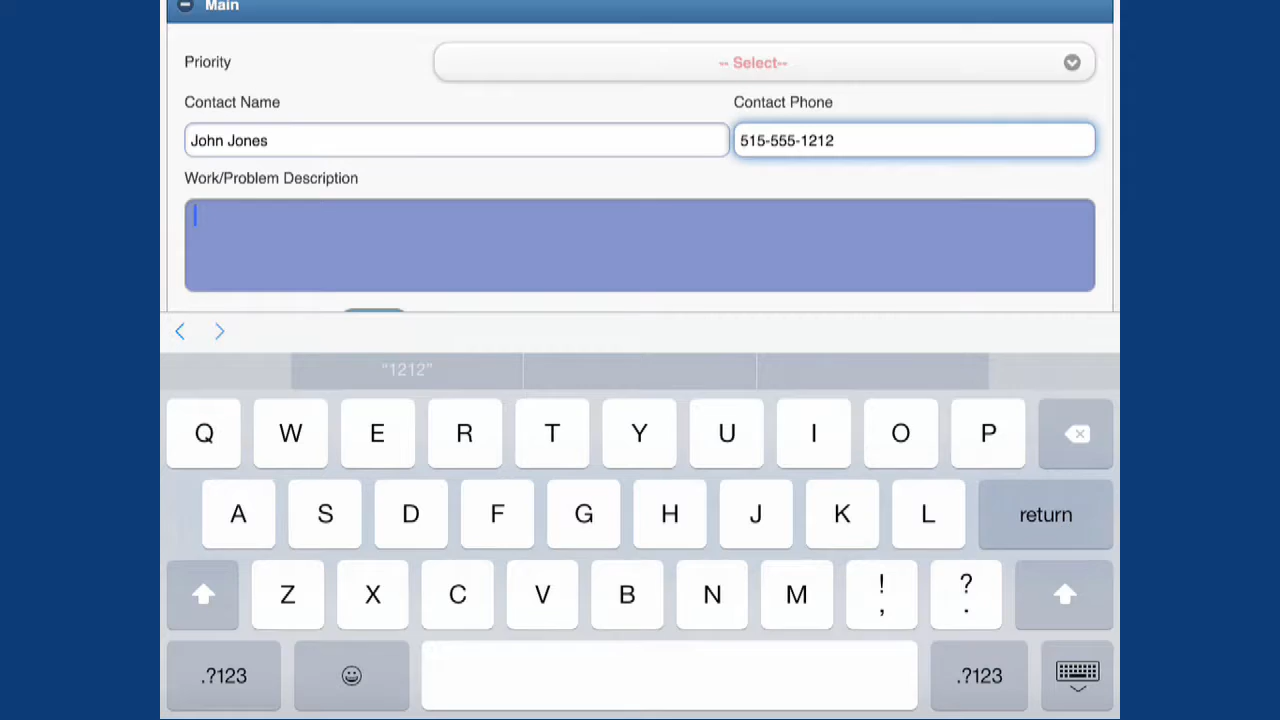 Main
Priority
-- Select--
Contact Name
Contact Phone
John Jones
515-555-1212
Work/Problem Description
“1212”
Q W E R T Y U I O P
A S D F G H J K L return
Z X C V B N M ! , ? .
.?123 .?123